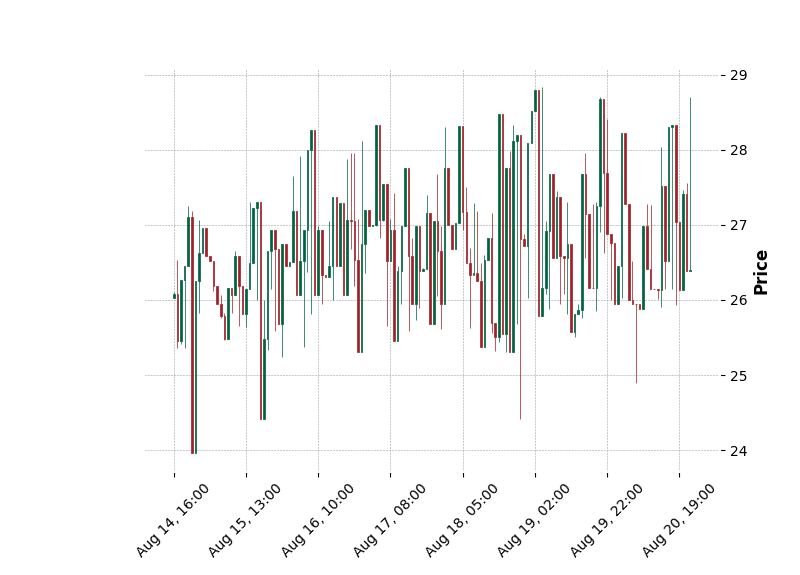 29
28
27
26
25
24
Price
Aug 14, 16:00
Aug 15, 13:00
Aug 16, 10:00
Aug 17, 08:00
Aug 18, 05:00
Aug 19, 02:00
Aug 19, 22:00
Aug 20, 19:00